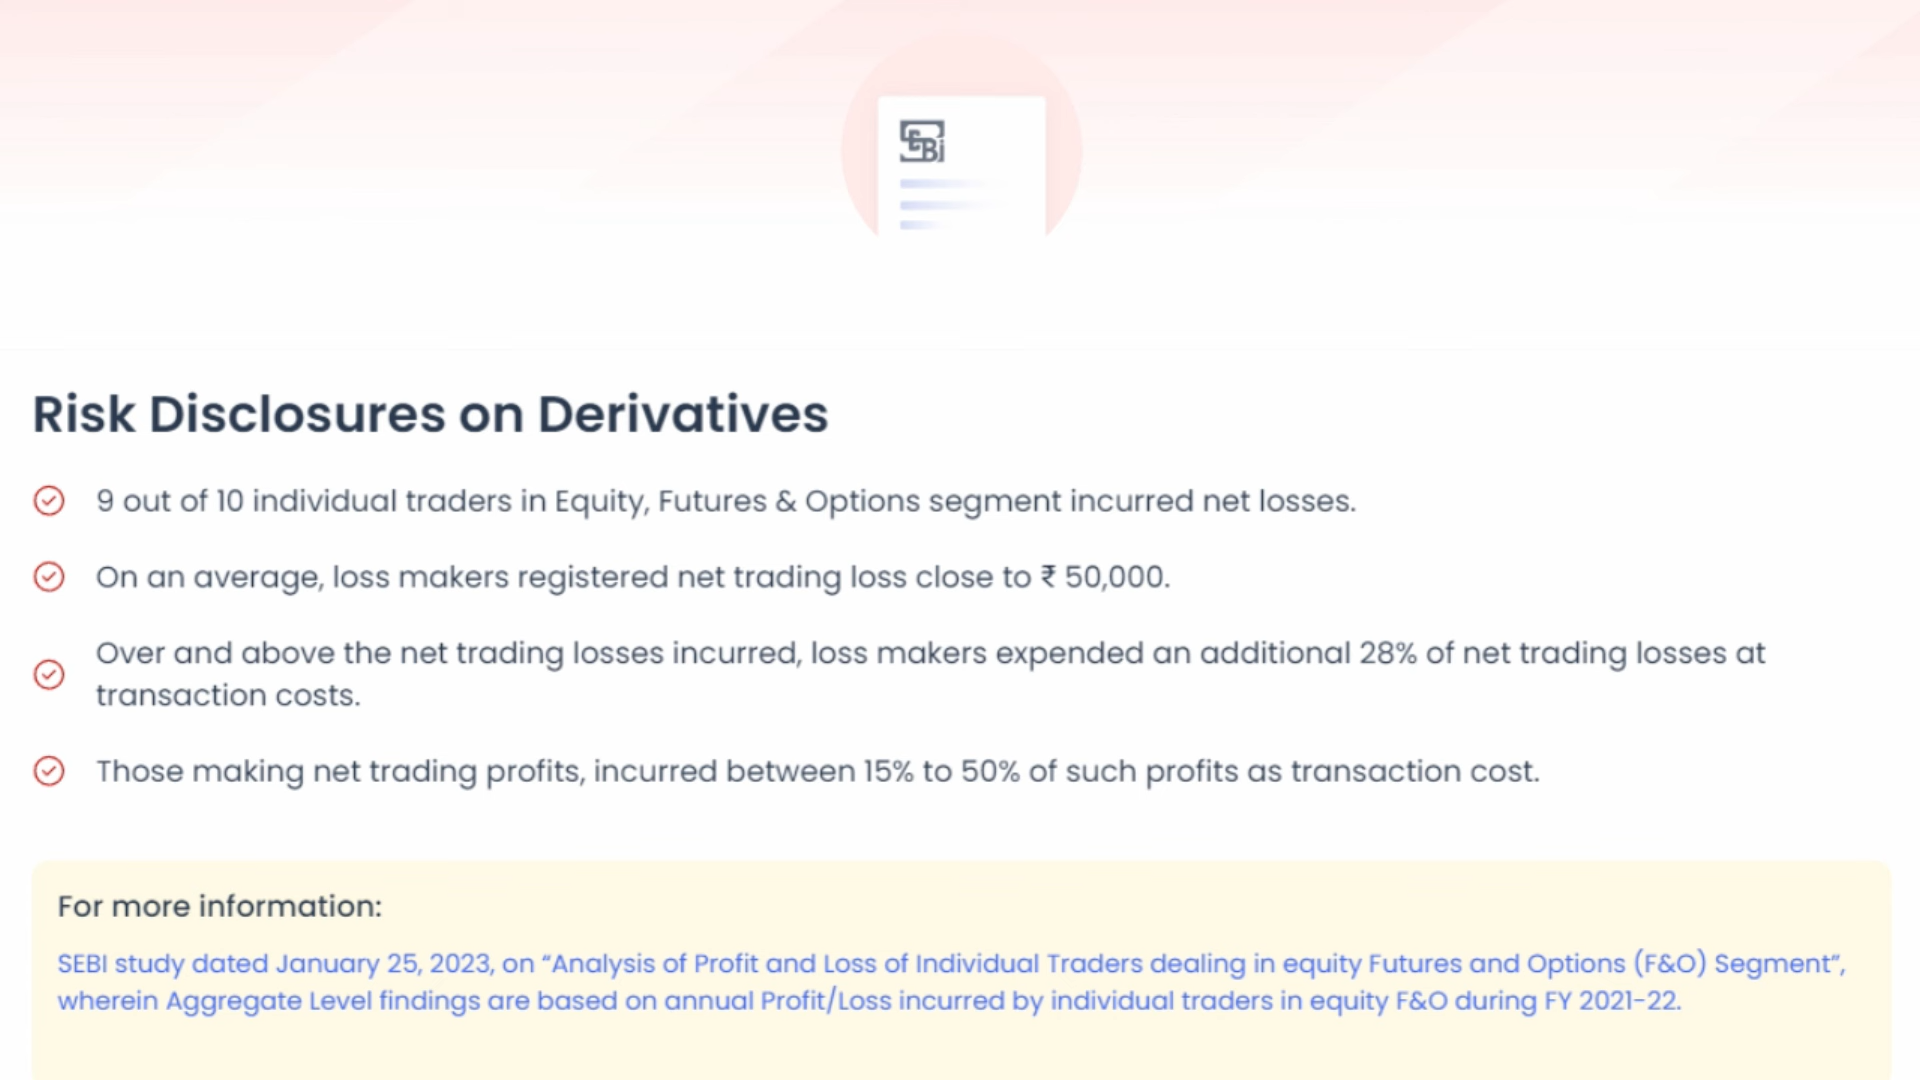 SEBI
Risk Disclosures on Derivatives
9 out of 10 individual traders in Equity, Futures & Options segment incurred net losses.
On an average, loss makers registered net trading loss close to ₹ 50,000.
Over and above the net trading losses incurred, loss makers expended an additional 28% of net trading losses at
transaction costs.
Those making net trading profits, incurred between 15% to 50% of such profits as transaction cost.
For more information:
SEBI study dated January 25, 2023, on “Analysis of Profit and Loss of Individual Traders dealing in equity Futures and Options (F&O) Segment”,
wherein Aggregate Level findings are based on annual Profit/Loss incurred by individual traders in equity F&O during FY 2021-22.